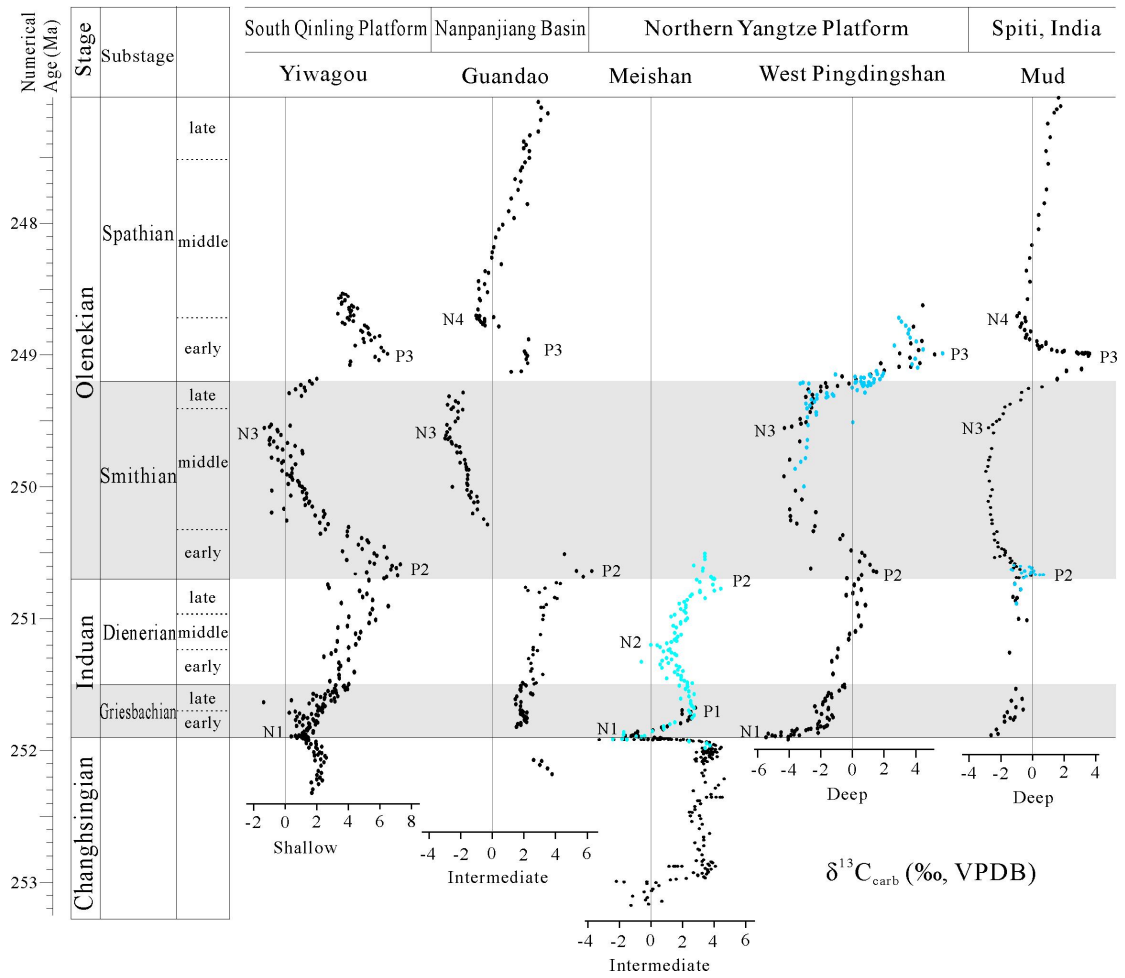 South Qinling Platform Nanpanjiang Basin Northern Yangtze Platform Spiti, India
Numerical Age (Ma)
Stage
Substage
Yiwagou Guandao Meishan West Pingdingshan Mud
late
248
Spathian middle
N4 N4
early
249
P3 P3 P3 P3
Olenekian
late
N3 N3 N3 N3
middle
Smithian
250
early
P2 P2 P2 P2 P2
late
251
Dienerian middle
N2
early
Induan
late
Griesbachian
early
P1
N1 N1 N1
252
Changhsingian
253
-2 0 2 4 6 8
Shallow
-4 -2 0 2 4 6
Intermediate
-4 -2 0 2 4 6
Intermediate
-6 -4 -2 0 2 4
Deep
-4 -2 0 2 4
Deep
δ¹³Ccarb (‰, VPDB)